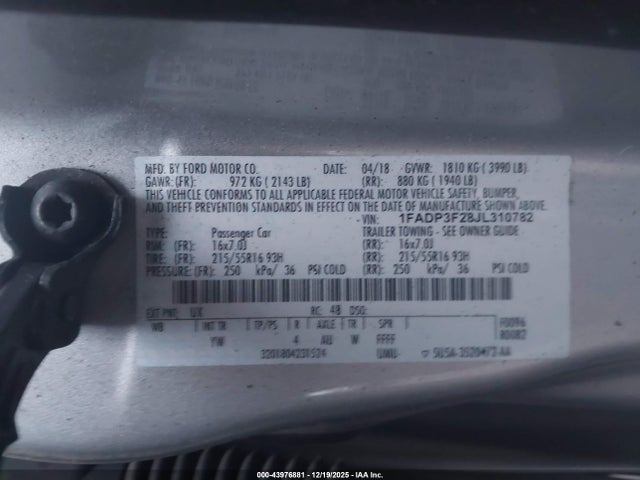 MFD. BY FORD MOTOR CO. DATE: 04/18 GVWR: 1810 KG ( 3990 LB)
GAWR: (FR): 972 KG ( 2143 LB) (RR): 880 KG ( 1940 LB)
THIS VEHICLE CONFORMS TO ALL APPLICABLE FEDERAL MOTOR VEHICLE SAFETY, BUMPER,
AND THEFT PREVENTION STANDARDS IN EFFECT ON THE DATE OF MANUFACTURE SHOWN ABOVE.
VIN: 1FADP3F28JL310782
TYPE: Passenger Car TRAILER TOWING - SEE OWNER GUIDE
RIM: (FR): 16x7.0J (RR): 16x7.0J
TIRE: (FR): 215/55R16 93H (RR): 215/55R16 93H
PRESSURE: (FR): 250 kPa/ 36 PSI COLD (RR): 250 kPa/ 36 PSI COLD
EXT PNT: UX RC: 48 DSO: F0096
WB INT TR TP/PS R AXLE TR SPR R0082
YW 4 AU W FFFF
3201804231524 UMU
000-43976881 - 12/19/2025 - IAA Inc.